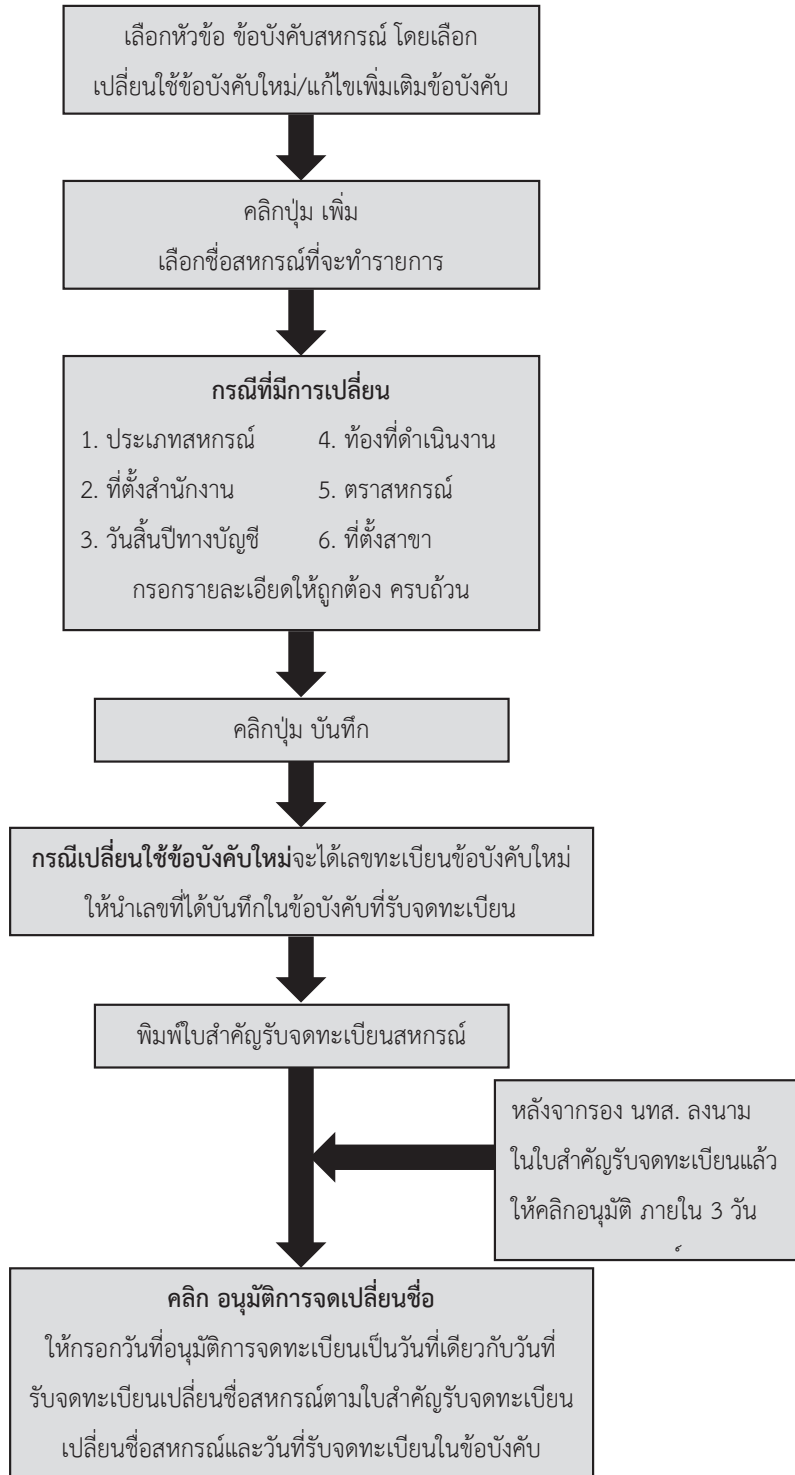 เลือกหัวข้อ ข้อบังคับสหกรณ์ โดยเลือก
เปลี่ยนใช้ข้อบังคับใหม่/แก้ไขเพิ่มเติมข้อบังคับ
คลิกปุ่ม เพิ่ม
เลือกชื่อสหกรณ์ที่จะทำรายการ
กรณีที่มีการเปลี่ยน
1. ประเภทสหกรณ์ 4. ท้องที่ดำเนินงาน
2. ที่ตั้งสำนักงาน 5. ตราสหกรณ์
3. วันสิ้นปีทางบัญชี 6. ที่ตั้งสาขา
กรอกรายละเอียดให้ถูกต้อง ครบถ้วน
คลิกปุ่ม บันทึก
กรณีเปลี่ยนใช้ข้อบังคับใหม่จะได้เลขทะเบียนข้อบังคับใหม่
ให้นำเลขที่ได้บันทึกในข้อบังคับที่รับจดทะเบียน
พิมพ์ใบสำคัญรับจดทะเบียนสหกรณ์
หลังจากรอง นทส. ลงนาม
ในใบสำคัญรับจดทะเบียนแล้ว
ให้คลิกอนุมัติ ภายใน 3 วัน
คลิก อนุมัติการจดเปลี่ยนชื่อ
ให้กรอกวันที่อนุมัติการจดทะเบียนเป็นวันที่เดียวกับวันที่
รับจดทะเบียนเปลี่ยนชื่อสหกรณ์ตามใบสำคัญรับจดทะเบียน
เปลี่ยนชื่อสหกรณ์และวันที่รับจดทะเบียนในข้อบังคับ